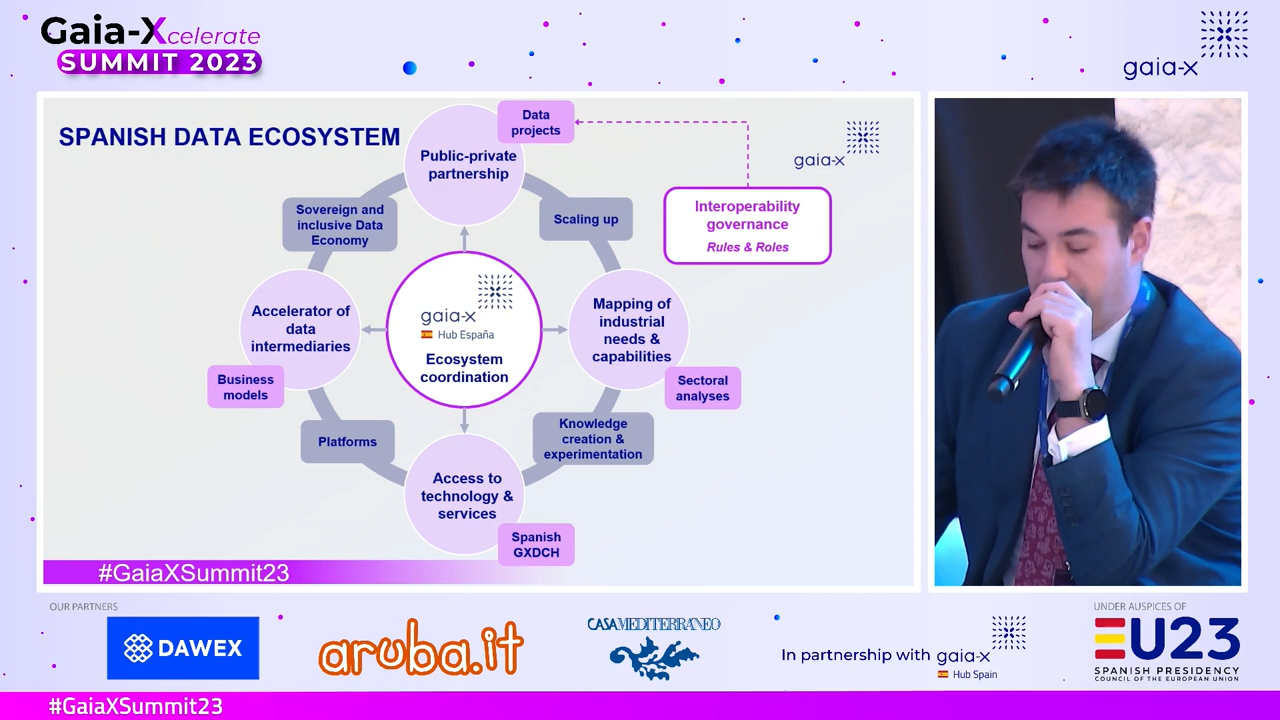 Gaia-Xcelerate
SUMMIT 2023
gaia-x
SPANISH DATA ECOSYSTEM
Data
projects
Public-private
partnership
gaia-x
Sovereign and
inclusive Data
Economy
Scaling up
Interoperability
governance
Rules & Roles
Accelerator of
data
intermediaries
Business
models
gaia-x
Hub España
Ecosystem
coordination
Mapping of
industrial
needs &
capabilities
Sectoral
analyses
Platforms
Knowledge
creation &
experimentation
Access to
technology &
services
Spanish
GXDCH
#GaiaXSummit23
OUR PARTNERS
DAWEX
aruba.it
CASAMEDITERRANEO
In partnership with gaia-x
Hub Spain
UNDER AUSPICES OF
EU23
SPANISH PRESIDENCY
COUNCIL OF THE EUROPEAN UNION
#GaiaXSummit23